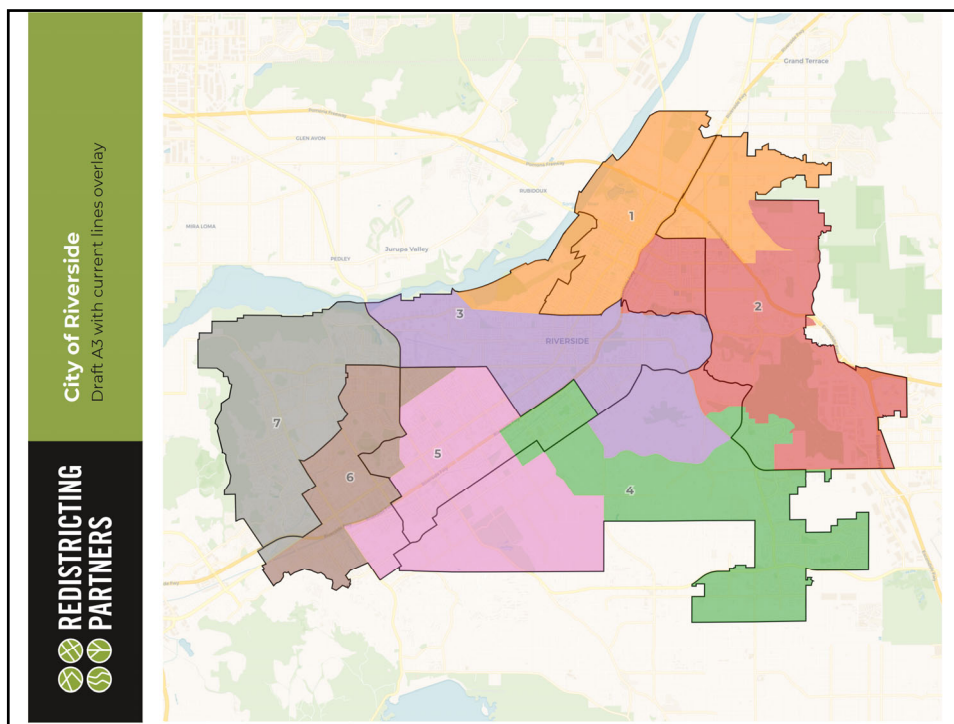 City of Riverside
Draft A3 with current lines overlay
REDISTRICTING
PARTNERS
Grand Terrace
GLEN AVON
RUBIDOUX
MIRA LOMA
Jurupa Valley
PEDLEY
1
2
3
RIVERSIDE
7
5
6
4